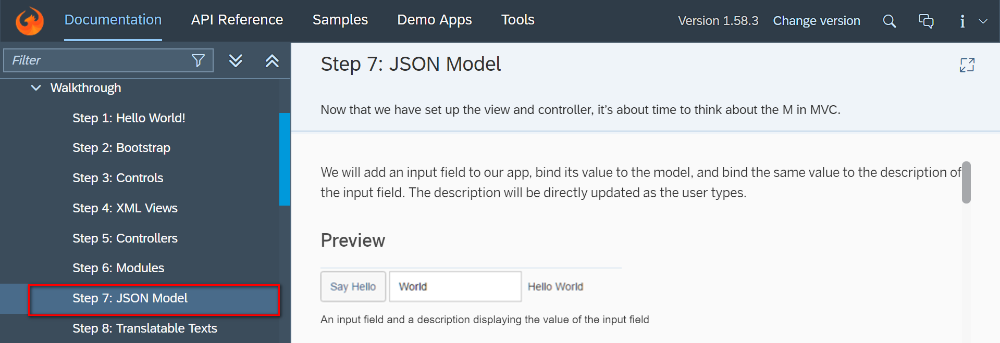 Documentation API Reference Samples Demo Apps Tools Version 1.58.3 Change version
Filter
Walkthrough
Step 1: Hello World!
Step 2: Bootstrap
Step 3: Controls
Step 4: XML Views
Step 5: Controllers
Step 6: Modules
Step 7: JSON Model
Step 8: Translatable Texts
Step 7: JSON Model
Now that we have set up the view and controller, it’s about time to think about the M in MVC.
We will add an input field to our app, bind its value to the model, and bind the same value to the description of
the input field. The description will be directly updated as the user types.
Preview
Say Hello World Hello World
An input field and a description displaying the value of the input field